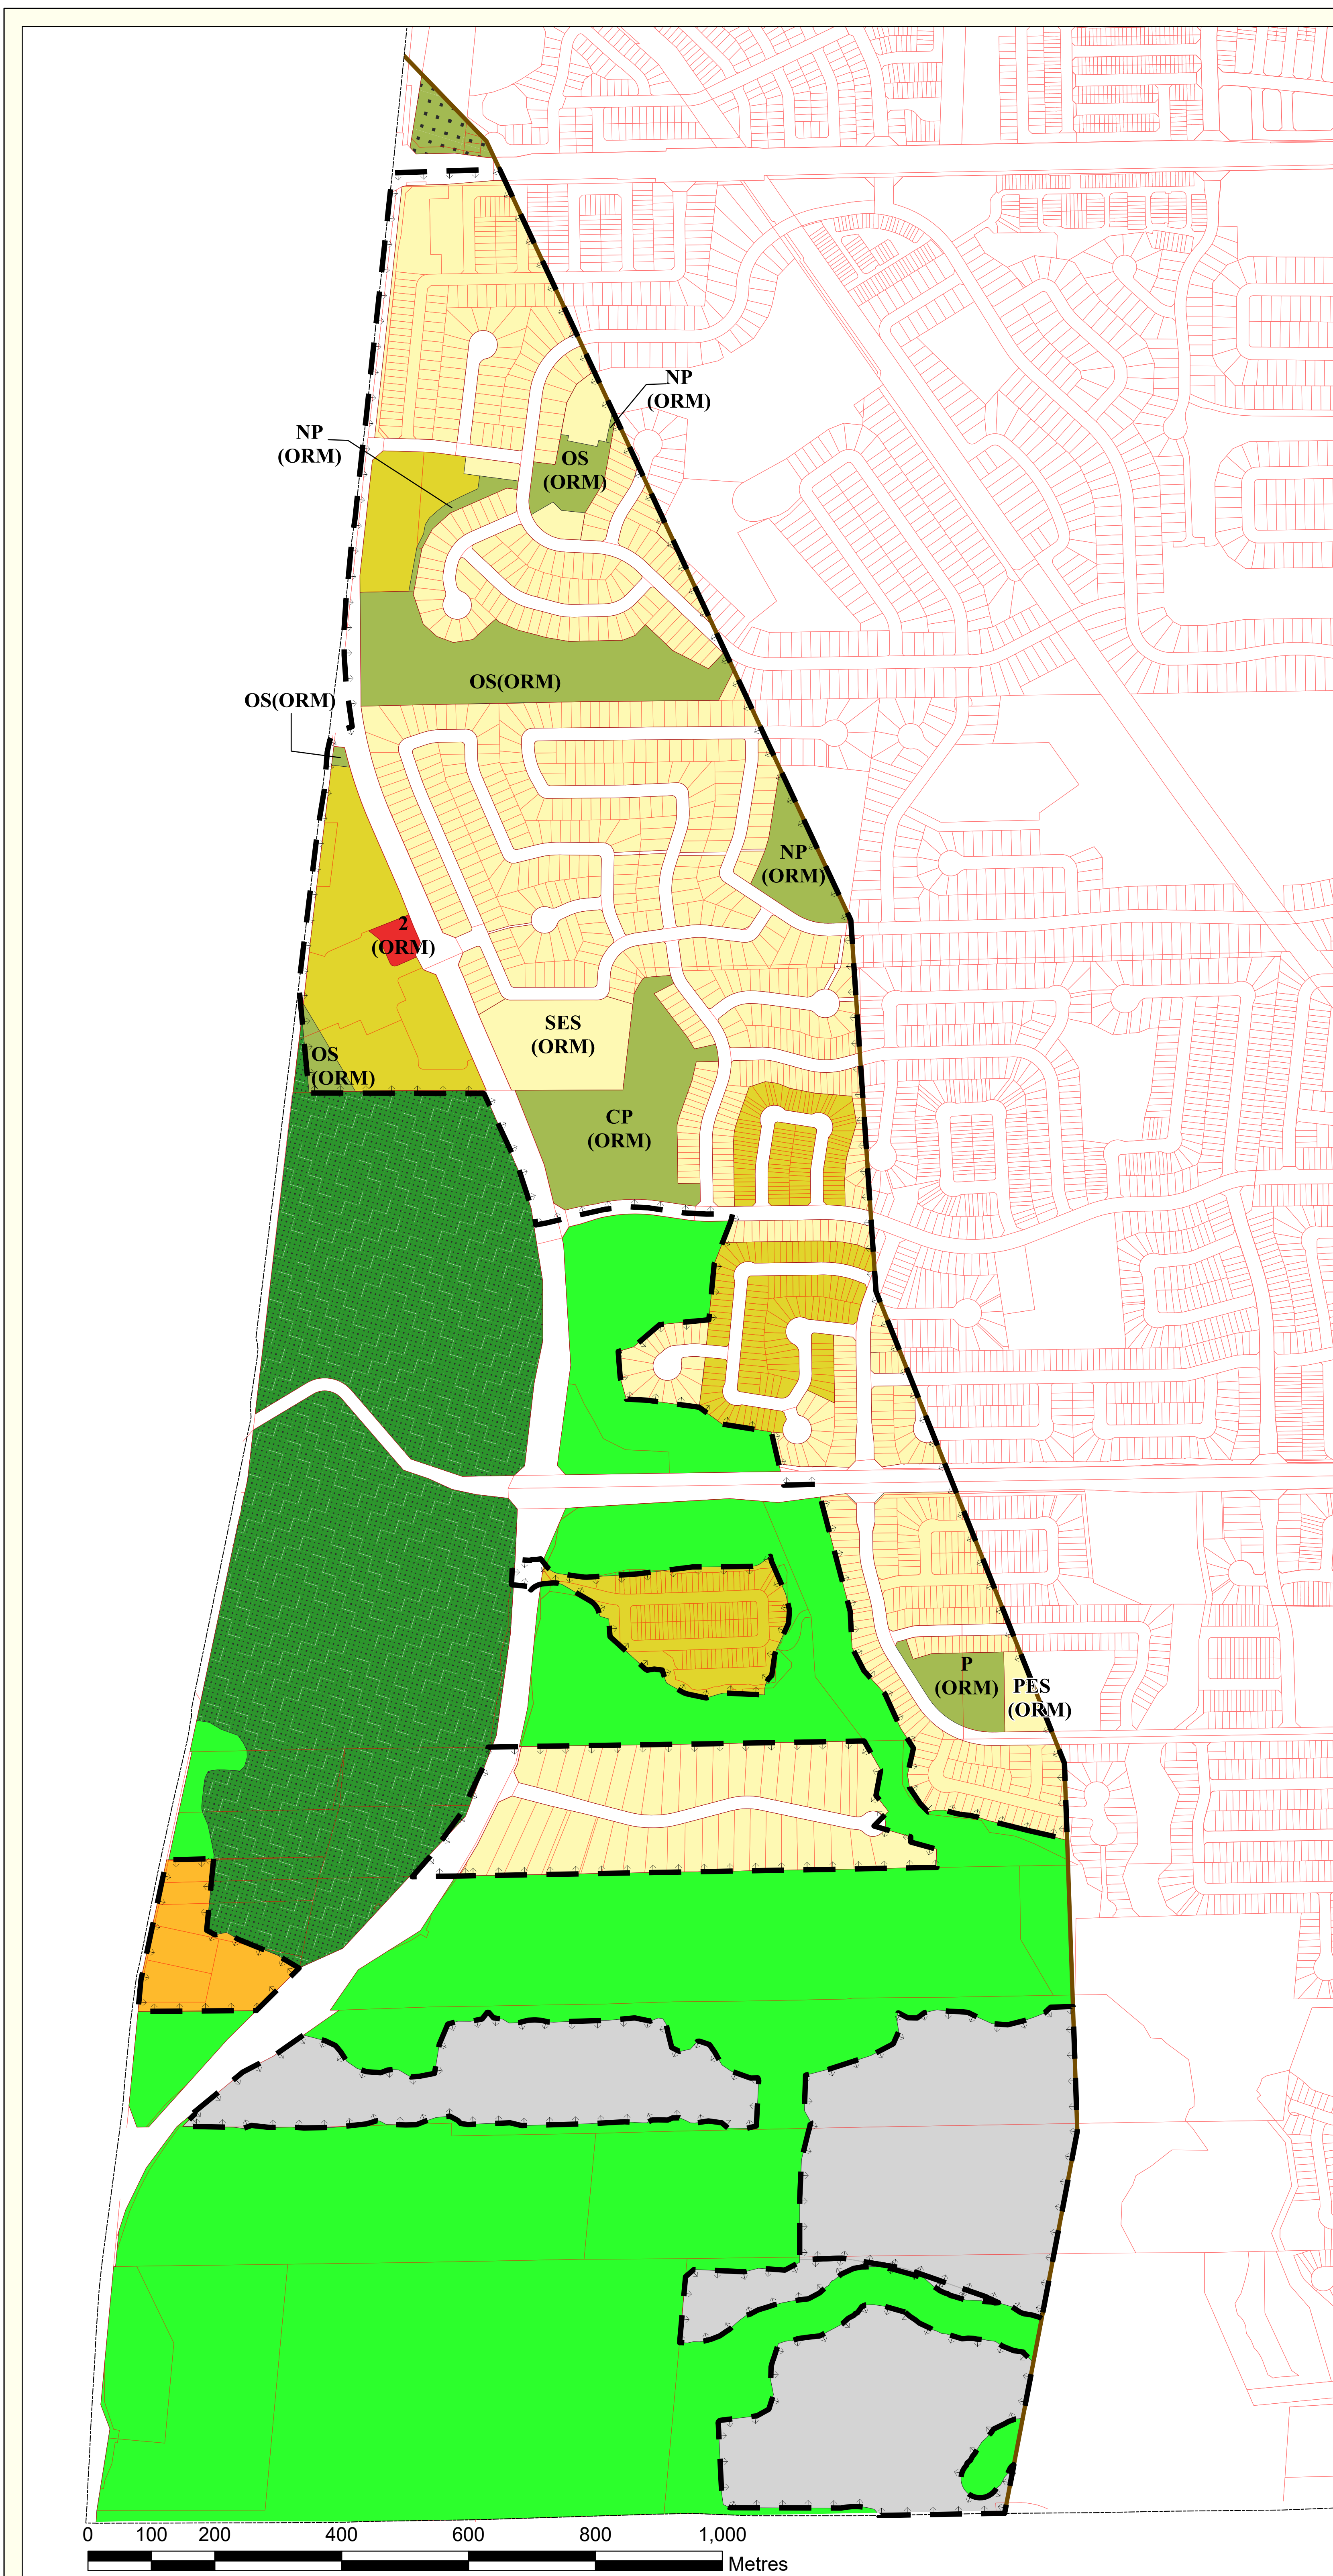 NP
(ORM)
NP
(ORM)
OS
(ORM)
OS(ORM)
OS(ORM)
NP
(ORM)
2
(ORM)
SES
(ORM)
OS
(ORM)
CP
(ORM)
P
(ORM)
PES
(ORM)
0 100 200 400 600 800 1,000
Metres